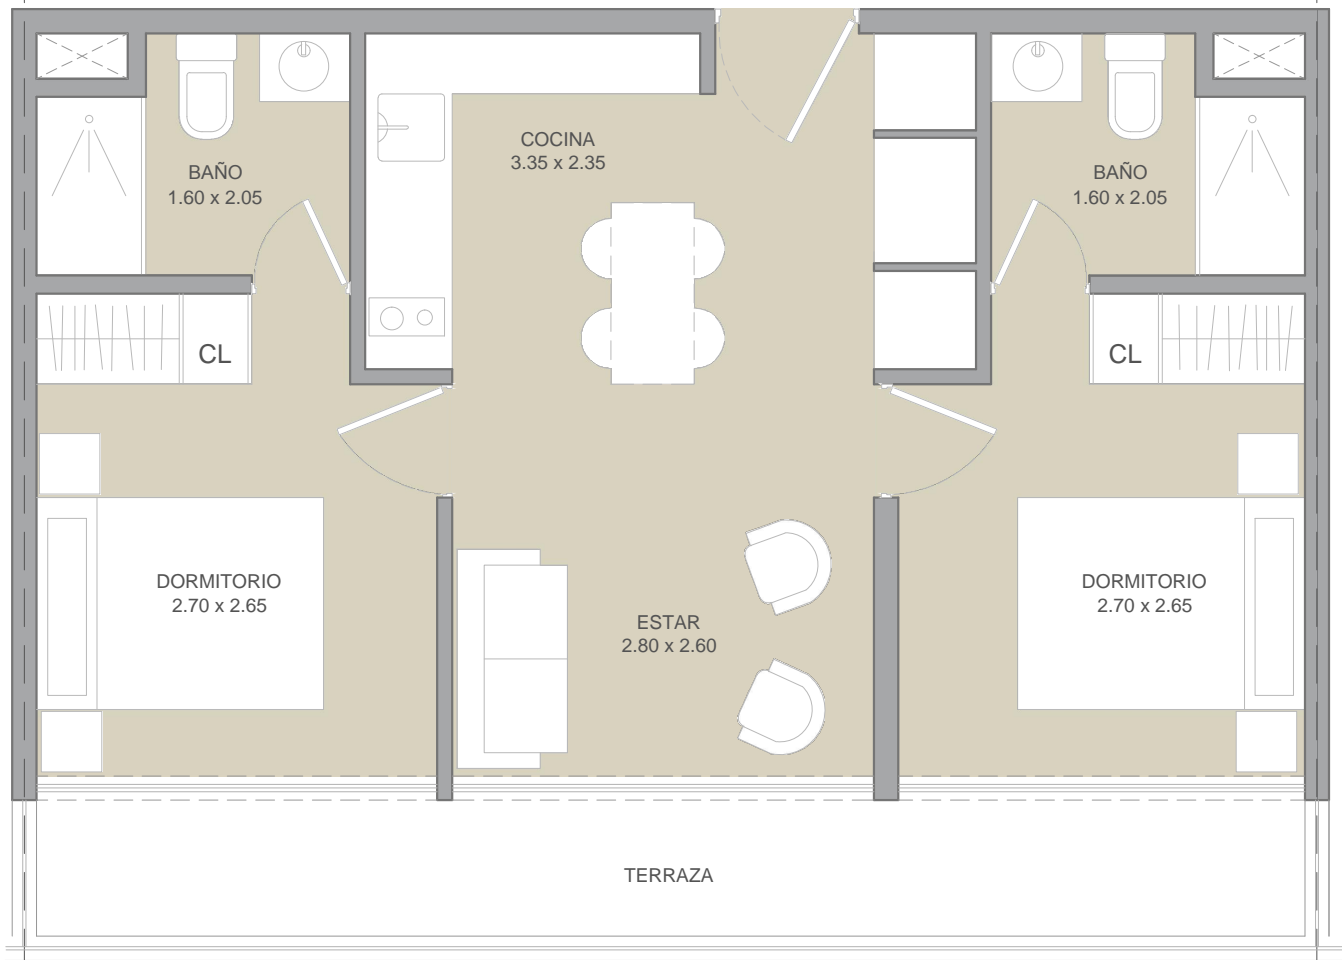 COCINA
3.35 x 2.35
BAÑO
1.60 x 2.05
BAÑO
1.60 x 2.05
CL
CL
DORMITORIO
2.70 x 2.65
DORMITORIO
2.70 x 2.65
ESTAR
2.80 x 2.60
TERRAZA